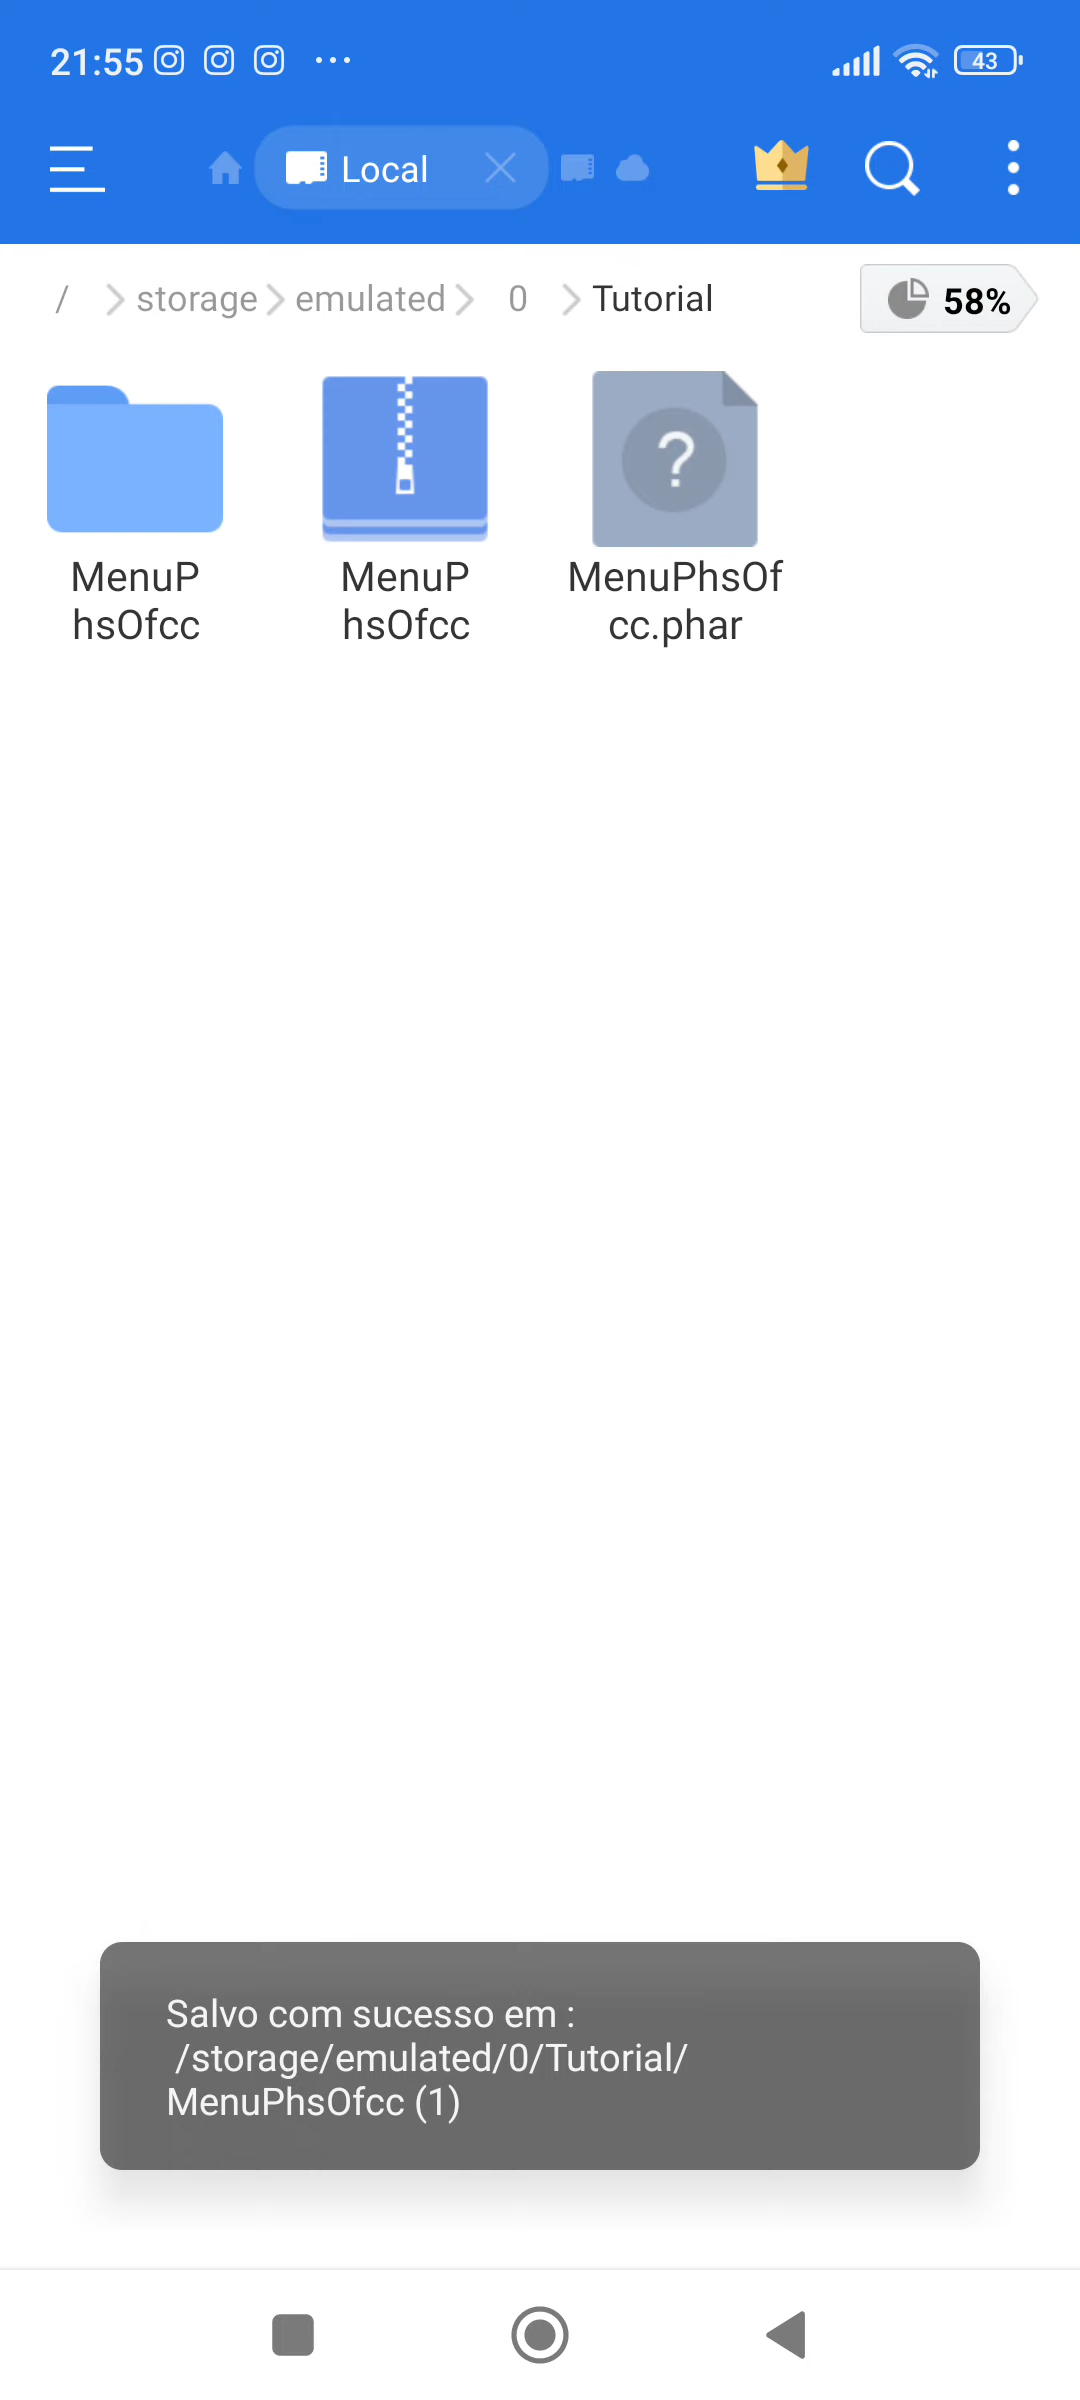 21:55
43
Local
/ storage emulated 0 Tutorial
58%
MenuP
hsOfcc
MenuP
hsOfcc
MenuPhsOf
cc.phar
Salvo com sucesso em :
/storage/emulated/0/Tutorial/
MenuPhsOfcc (1)